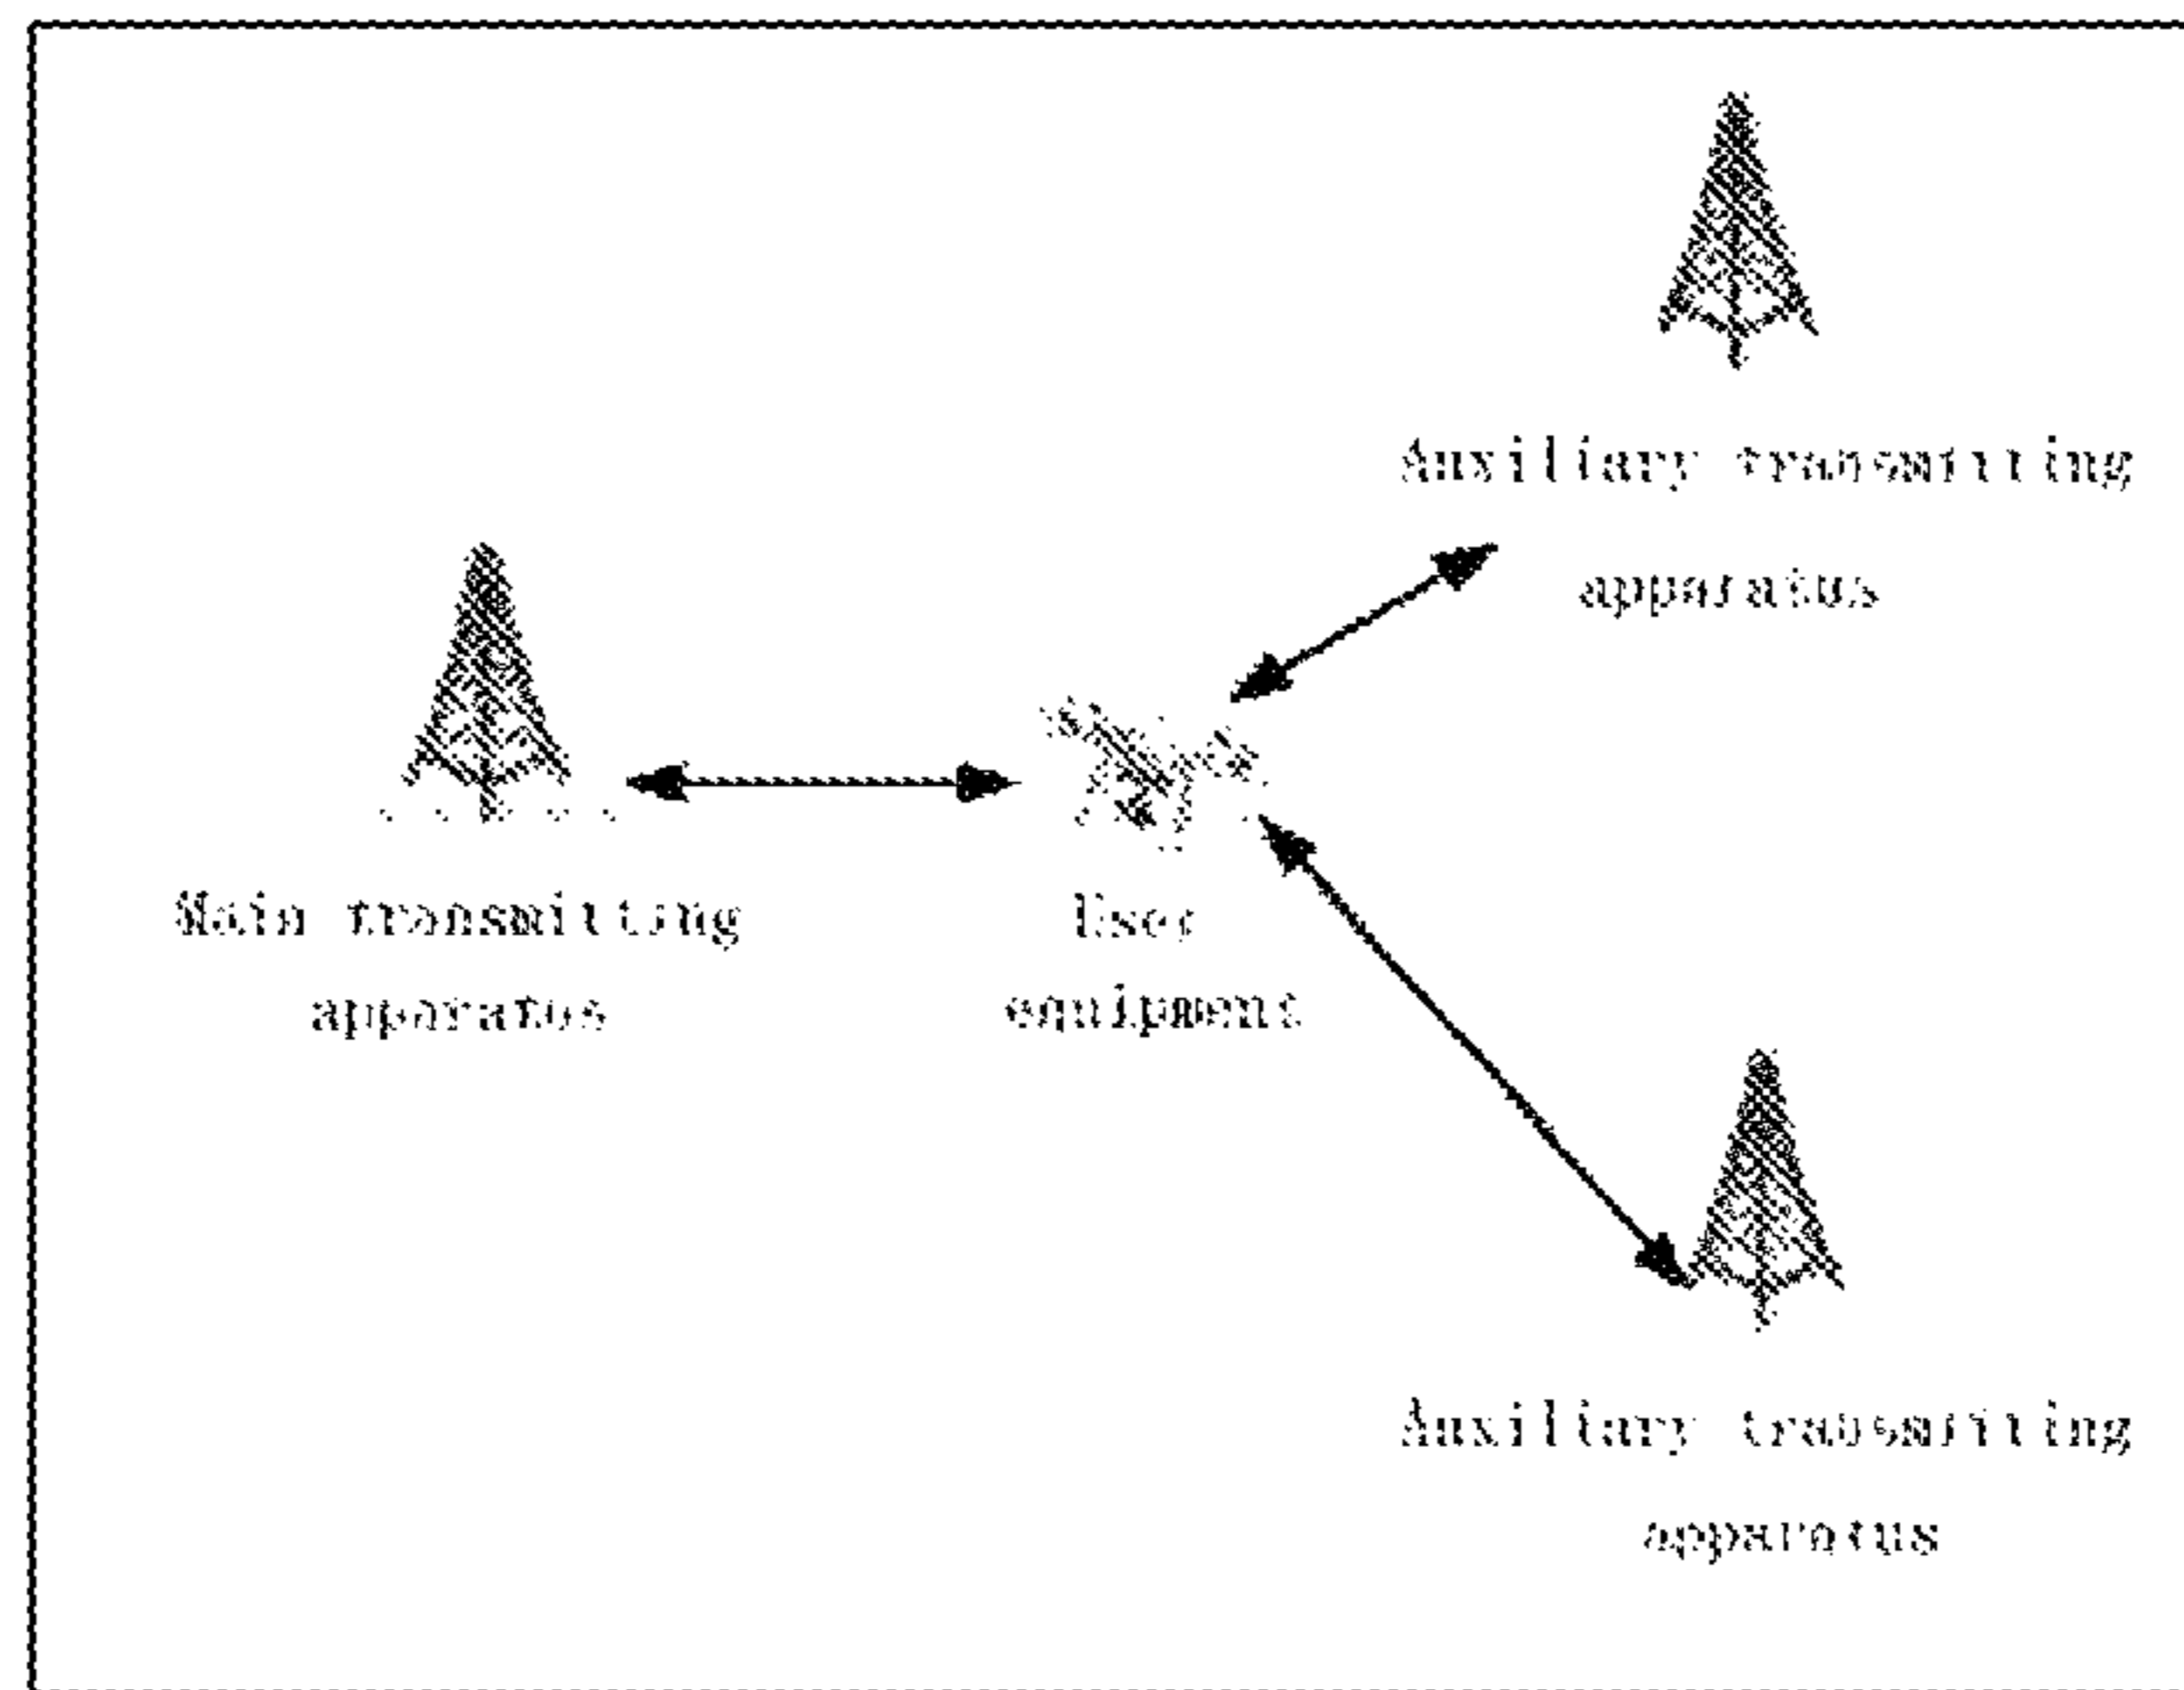 Auxiliary transmitting
apparatus
Main transmitting
apparatus
User
equipment
Auxiliary transmitting
apparatus